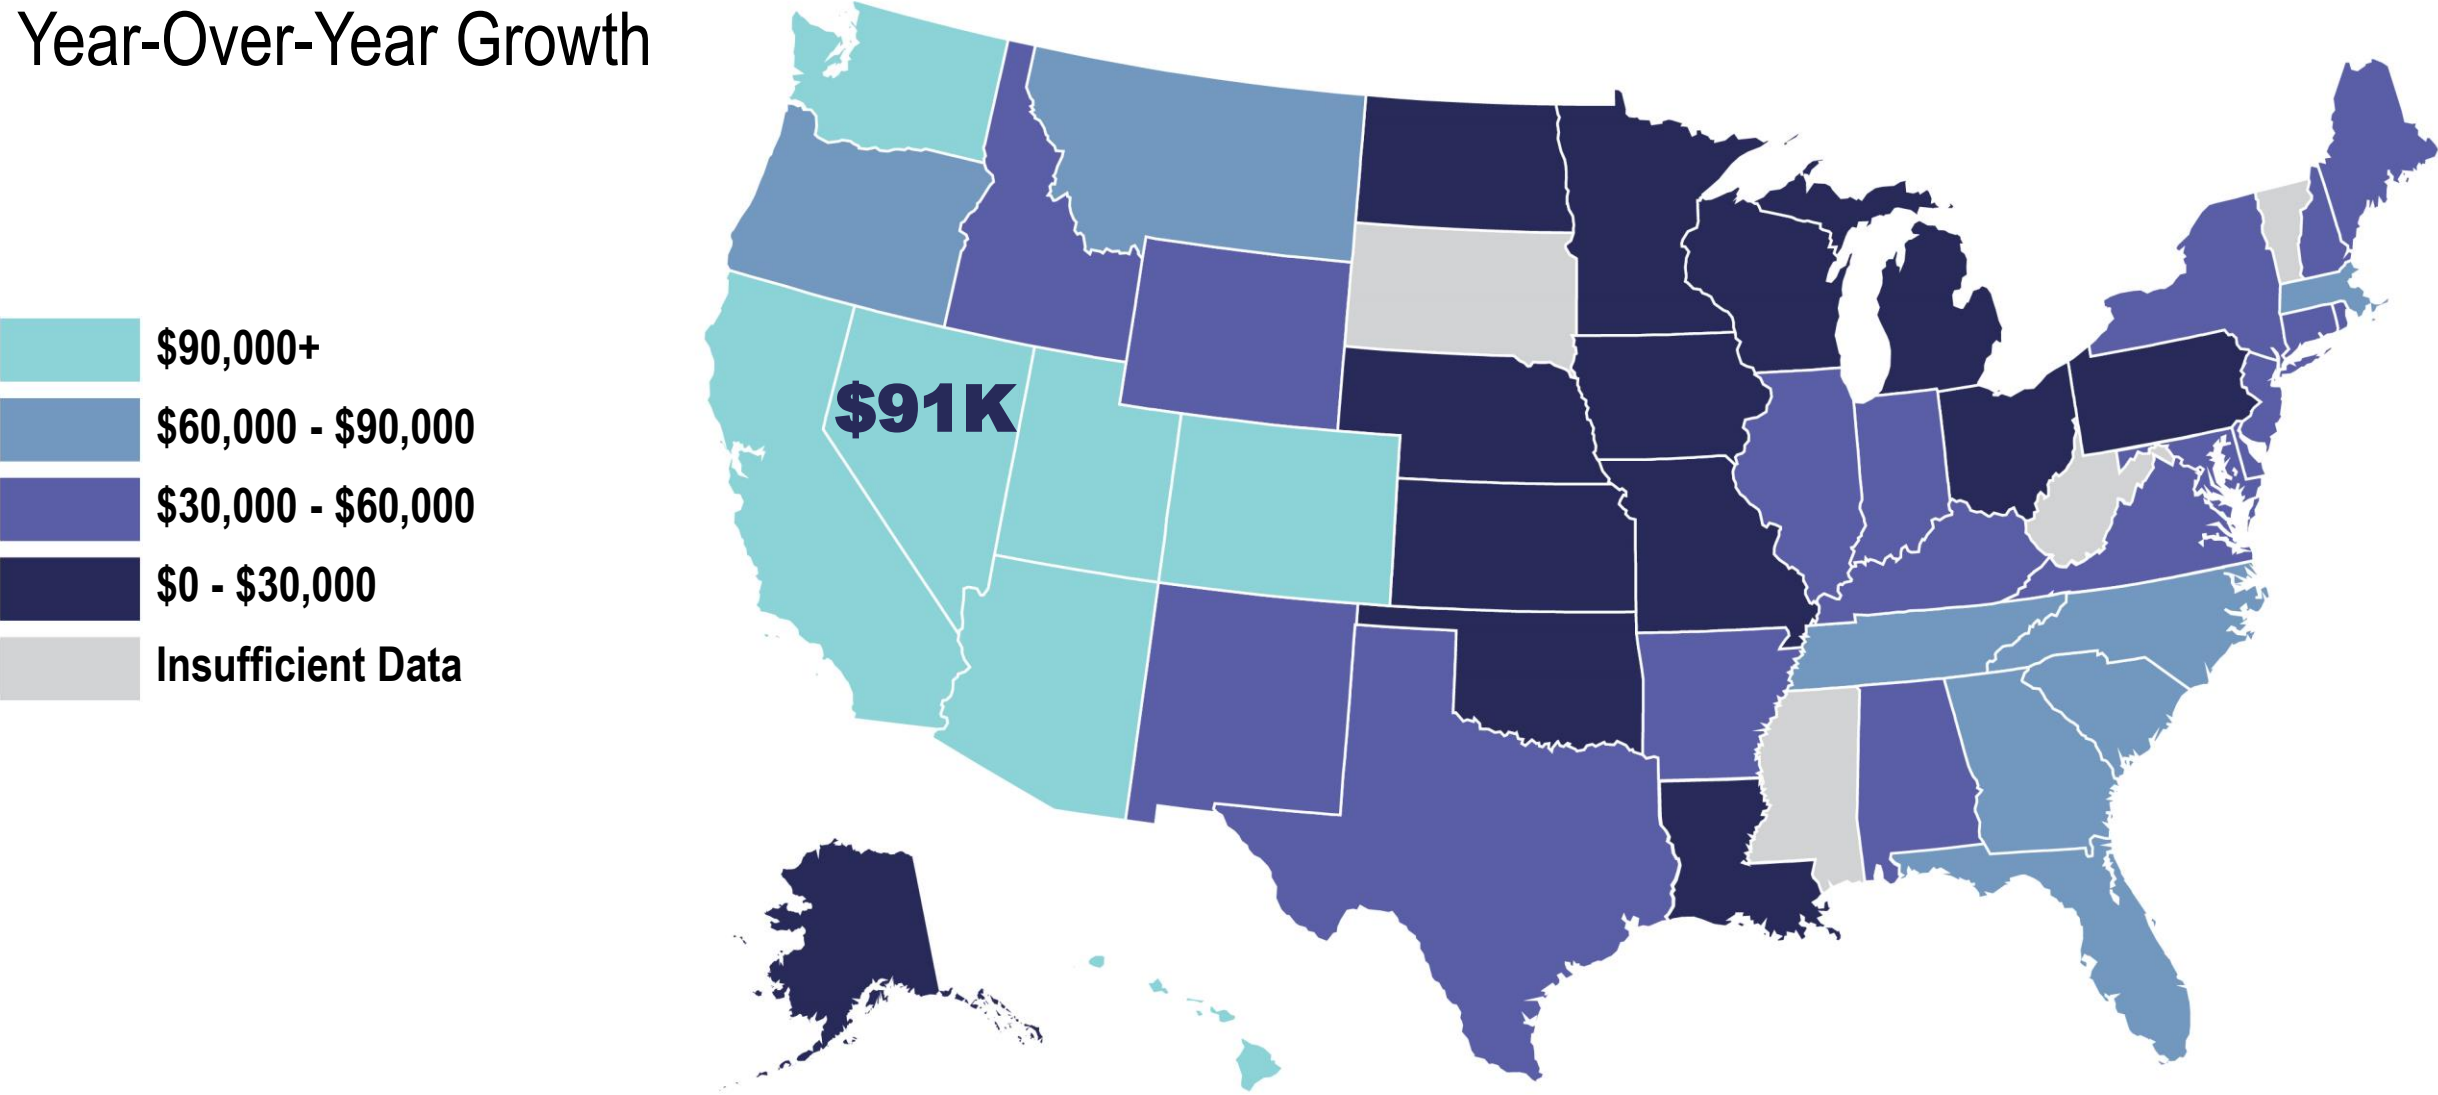 Year-Over-Year Growth
$90,000+
$60,000 - $90,000
$30,000 - $60,000
$0 - $30,000
Insufficient Data
$91K